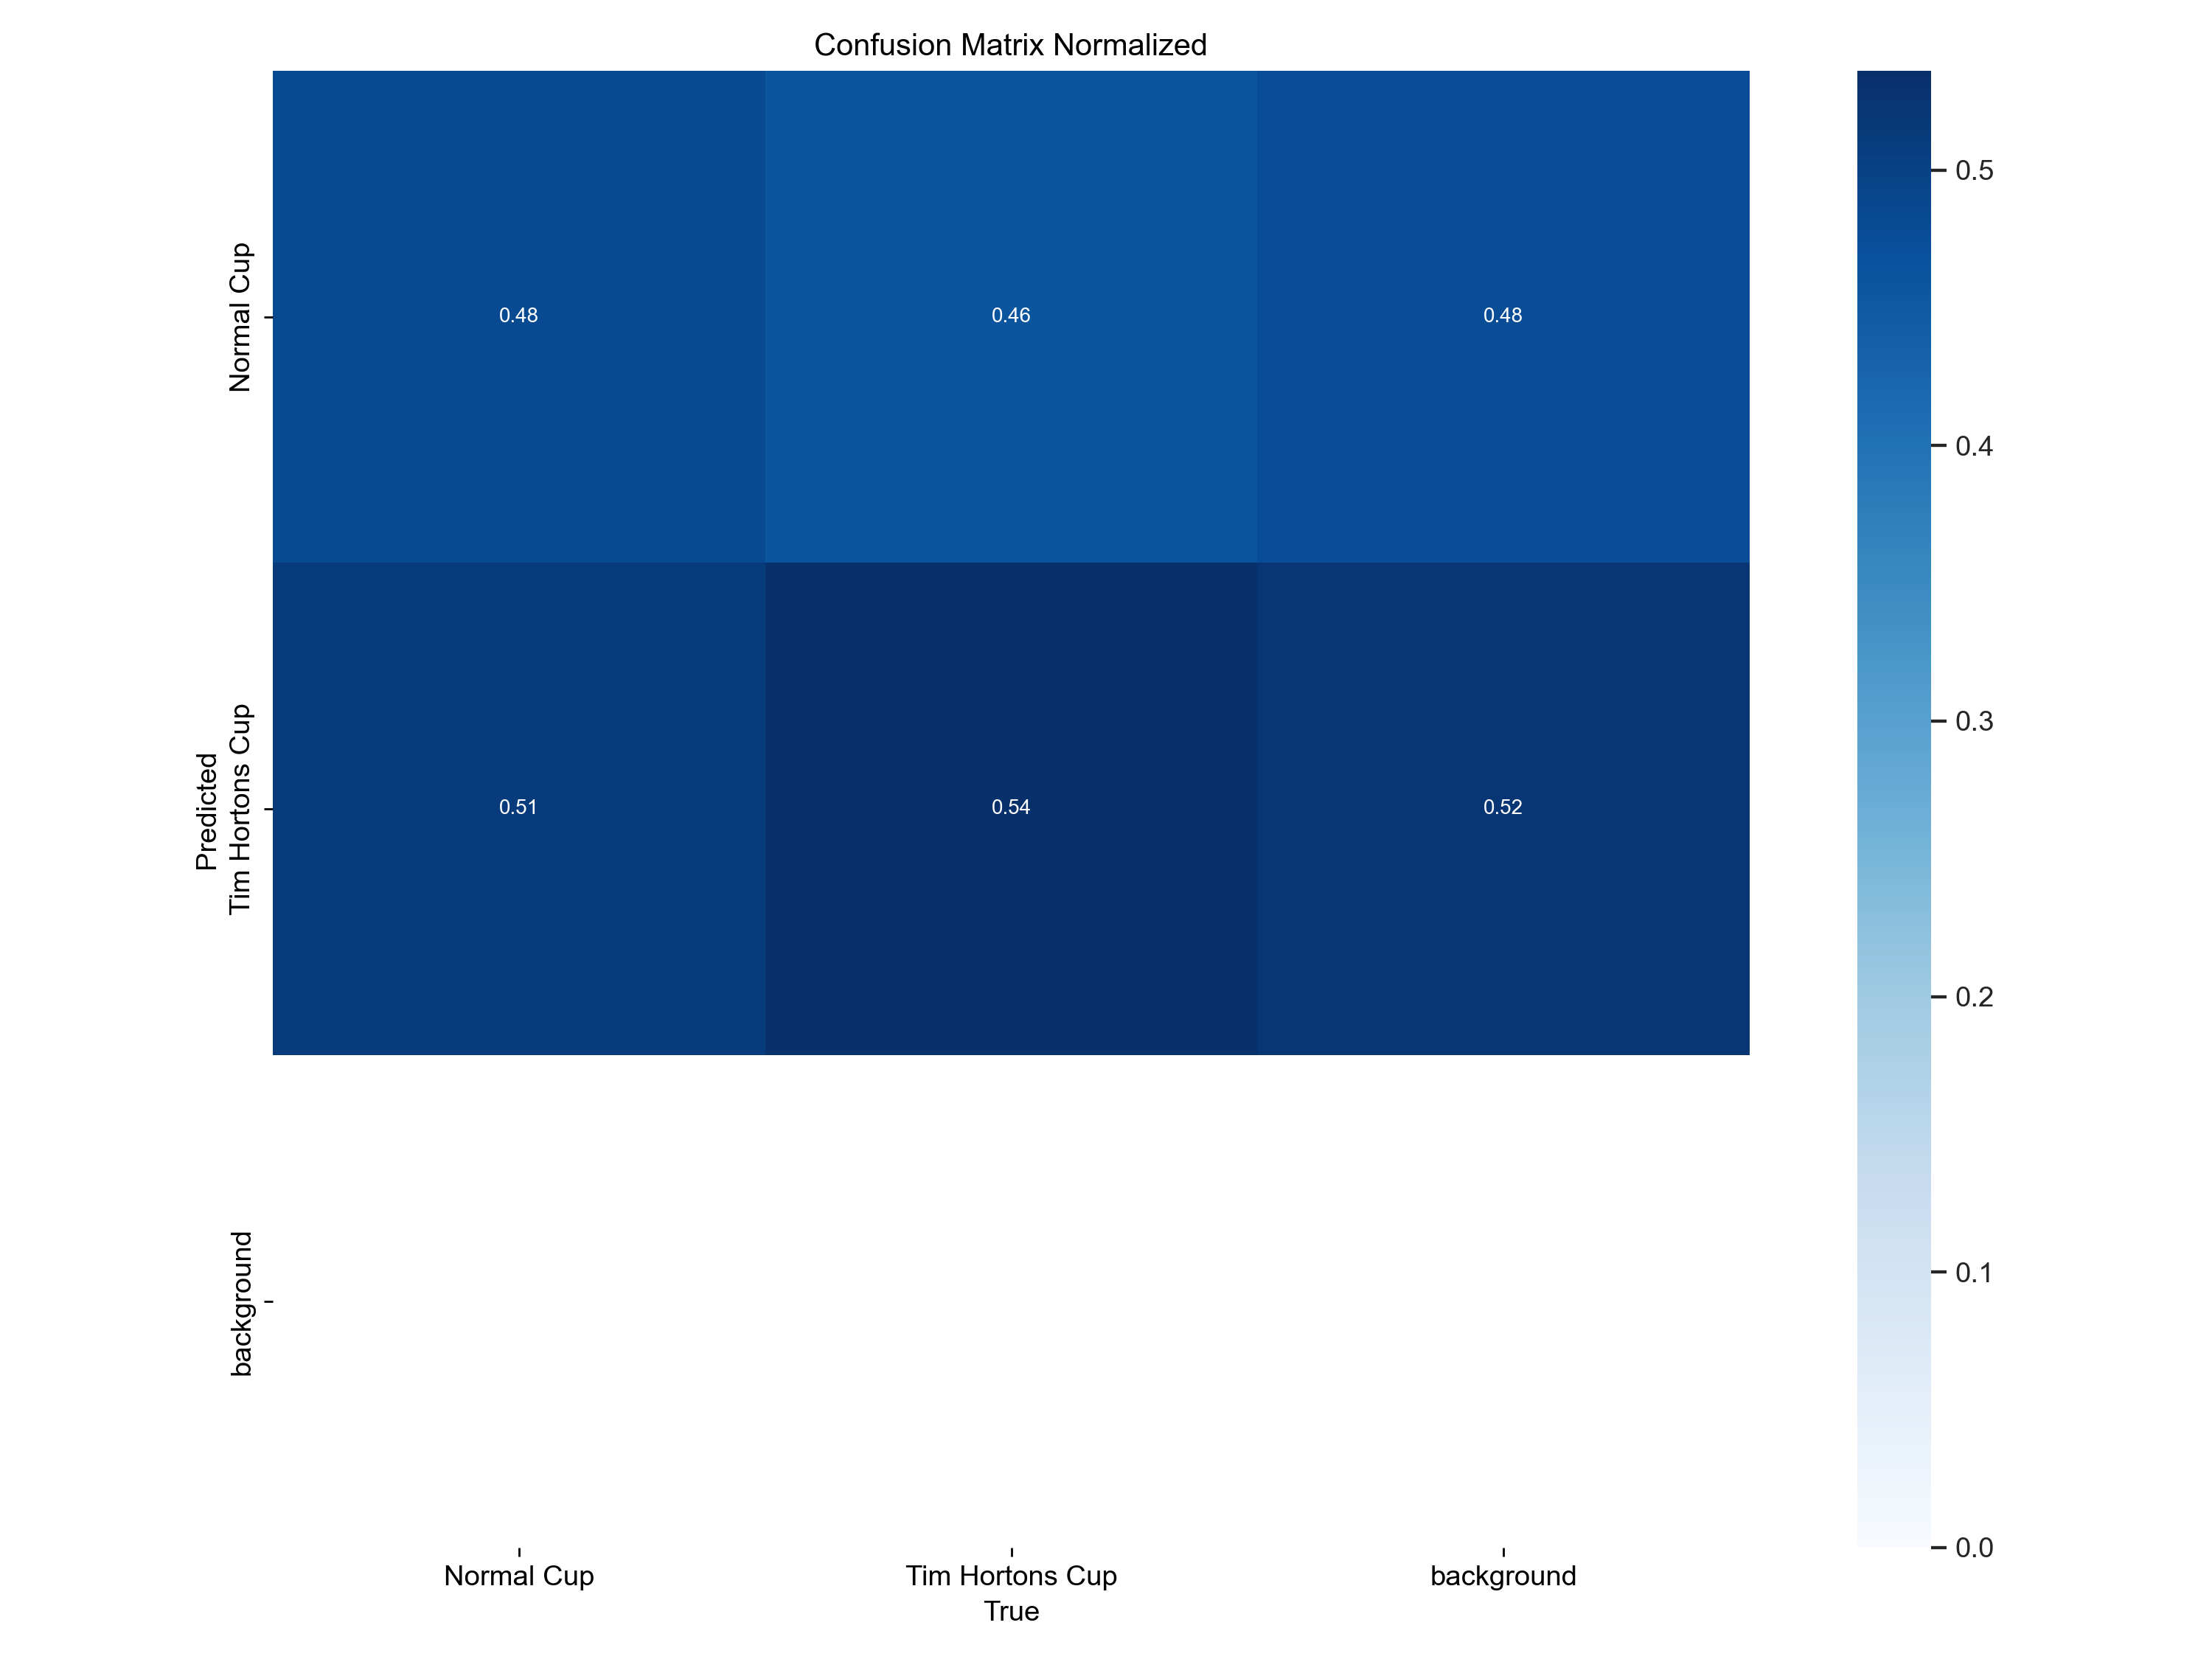 Confusion Matrix Normalized
Normal Cup
0.48
0.46
0.48
Predicted
Tim Hortons Cup
0.51
0.54
0.52
background
Normal Cup
Tim Hortons Cup
background
True
0.5
0.4
0.3
0.2
0.1
0.0